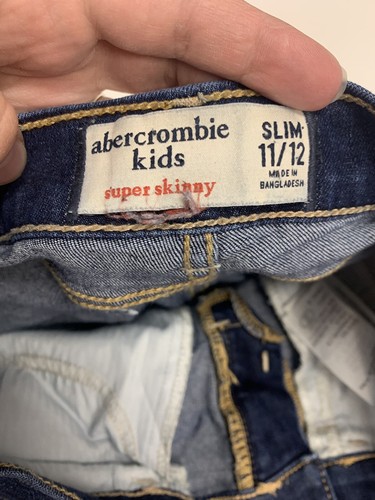 abercrombie
kids
super skinny
SLIM
11/12
MADE IN
BANGLADESH